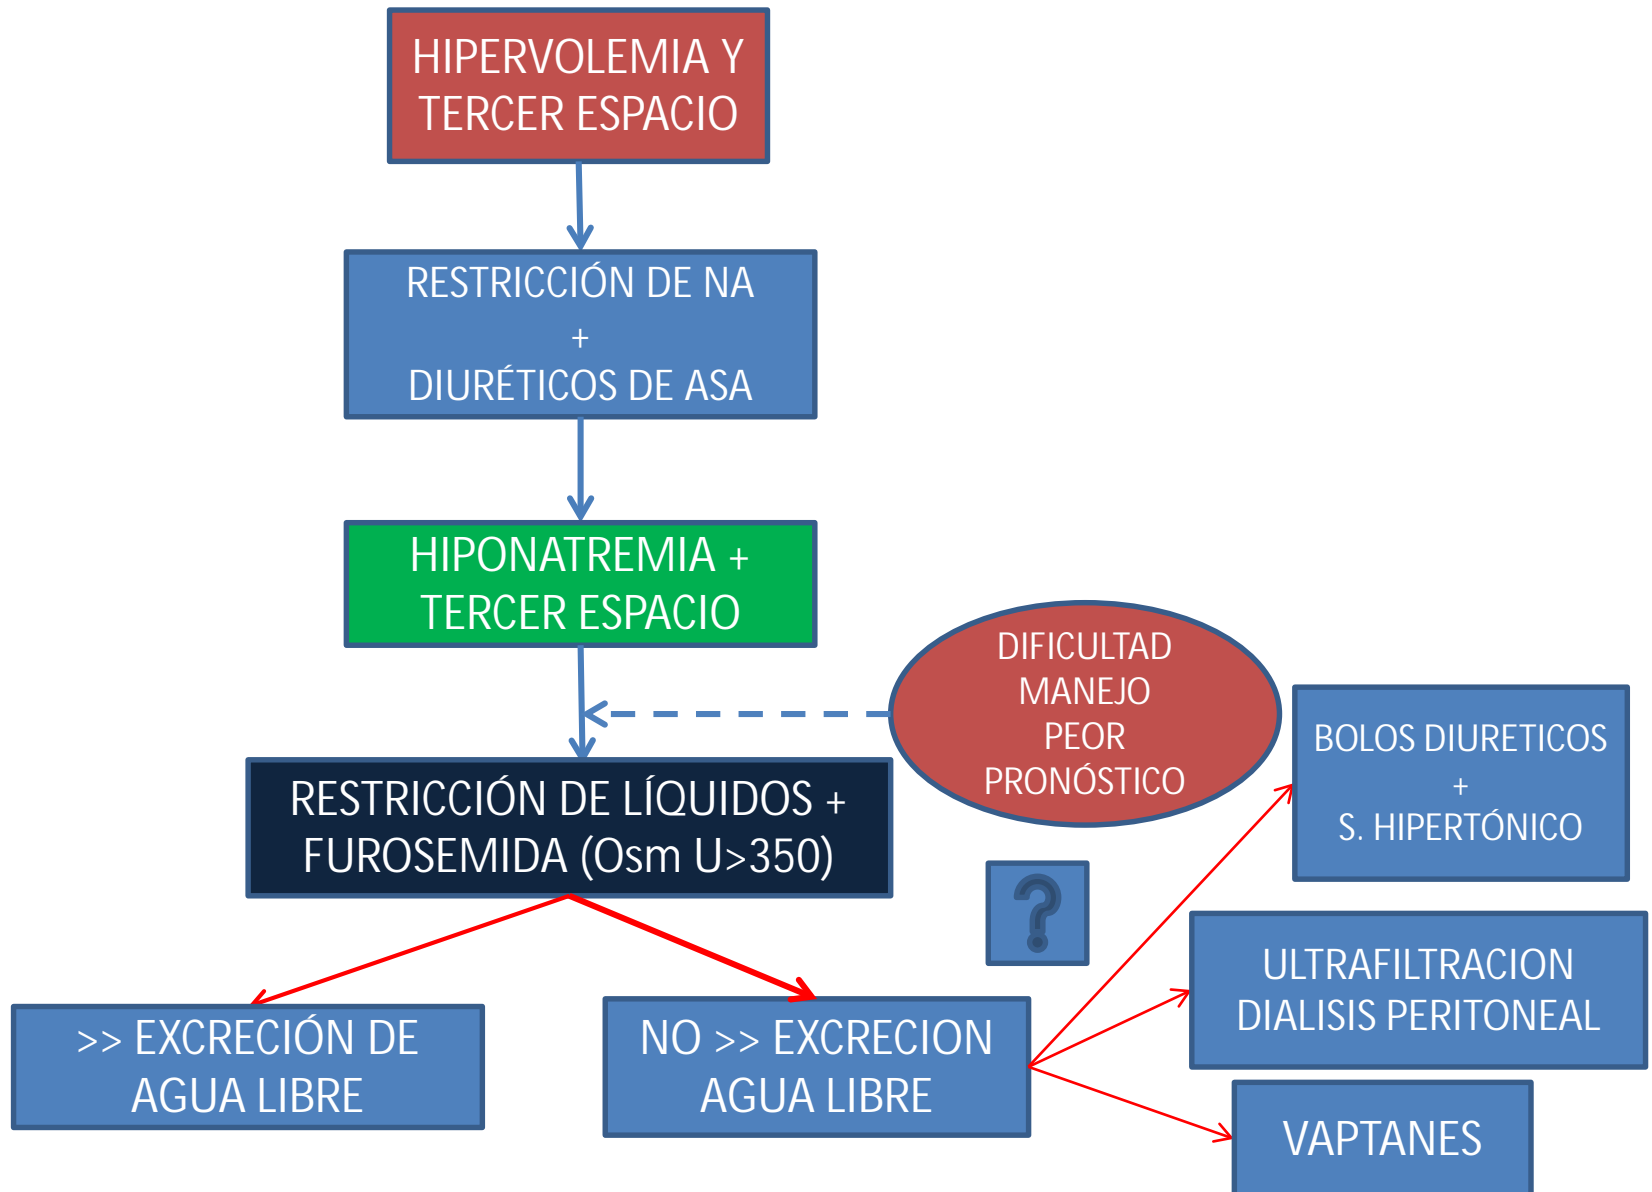 HIPERVOLEMIA Y
TERCER ESPACIO
RESTRICCIÓN DE NA
+
DIURÉTICOS DE ASA
HIPONATREMIA +
TERCER ESPACIO
DIFICULTAD
MANEJO
PEOR
PRONÓSTICO
RESTRICCIÓN DE LÍQUIDOS +
FUROSEMIDA (Osm U>350)
BOLOS DIURETICOS
+
S. HIPERTÓNICO
?
>> EXCRECIÓN DE
AGUA LIBRE
NO >> EXCRECION
AGUA LIBRE
ULTRAFILTRACION
DIALISIS PERITONEAL
VAPTANES